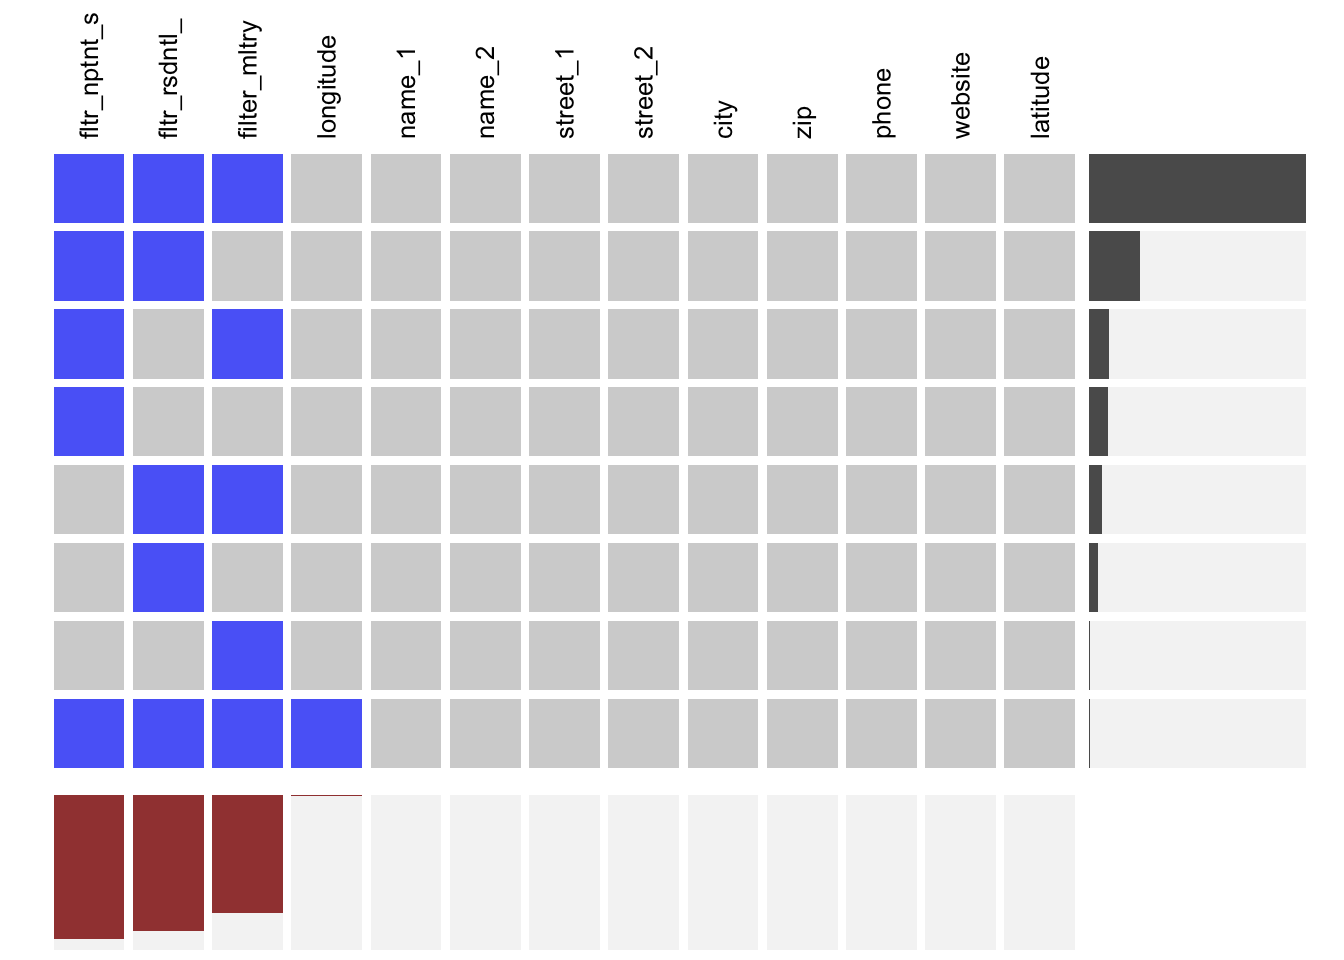 fltr_nptnt_s
fltr_rsdntl_
filter_mltry
longitude
name_1
name_2
street_1
street_2
city
zip
phone
website
latitude